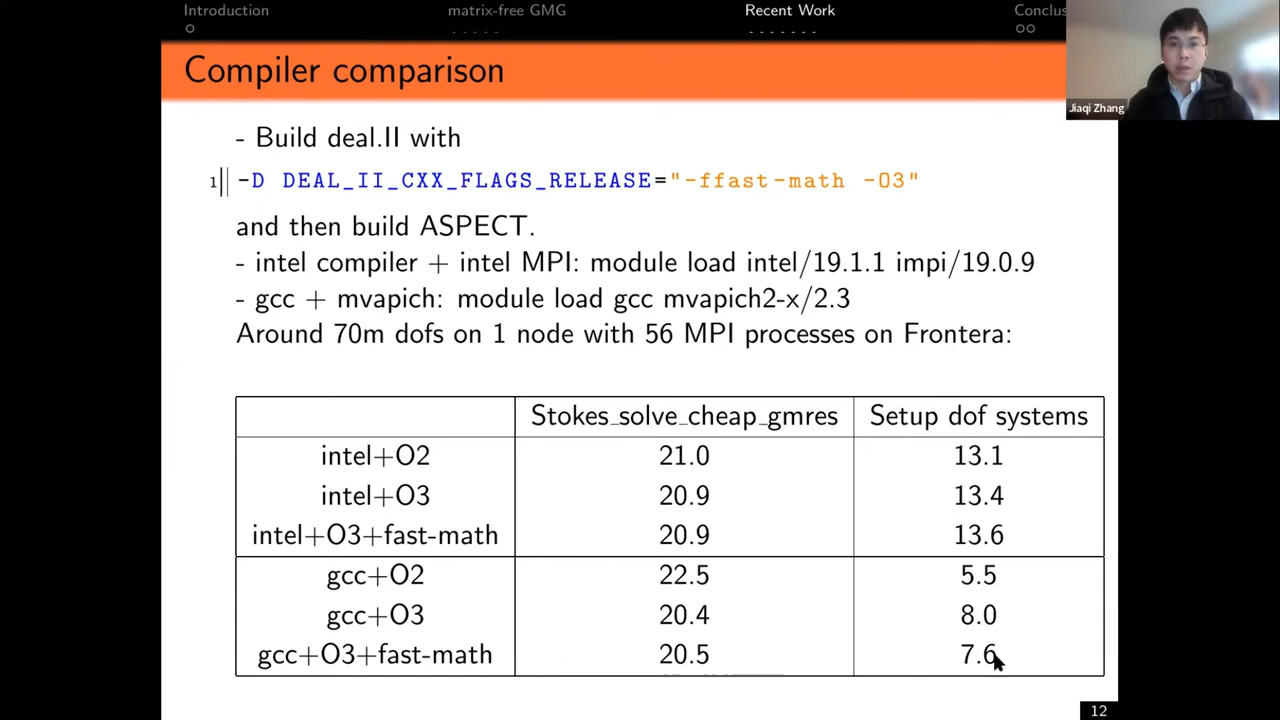 Introduction matrix-free GMG Recent Work Conclus
Jiaqi Zhang
Compiler comparison
- Build deal.II with
1 -D DEAL_II_CXX_FLAGS_RELEASE="-ffast-math -O3"
and then build ASPECT.
- intel compiler + intel MPI: module load intel/19.1.1 impi/19.0.9
- gcc + mvapich: module load gcc mvapich2-x/2.3
Around 70m dofs on 1 node with 56 MPI processes on Frontera:
Stokes_solve_cheap_gmres Setup dof systems
intel+O2 21.0 13.1
intel+O3 20.9 13.4
intel+O3+fast-math 20.9 13.6
gcc+O2 22.5 5.5
gcc+O3 20.4 8.0
gcc+O3+fast-math 20.5 7.6
12